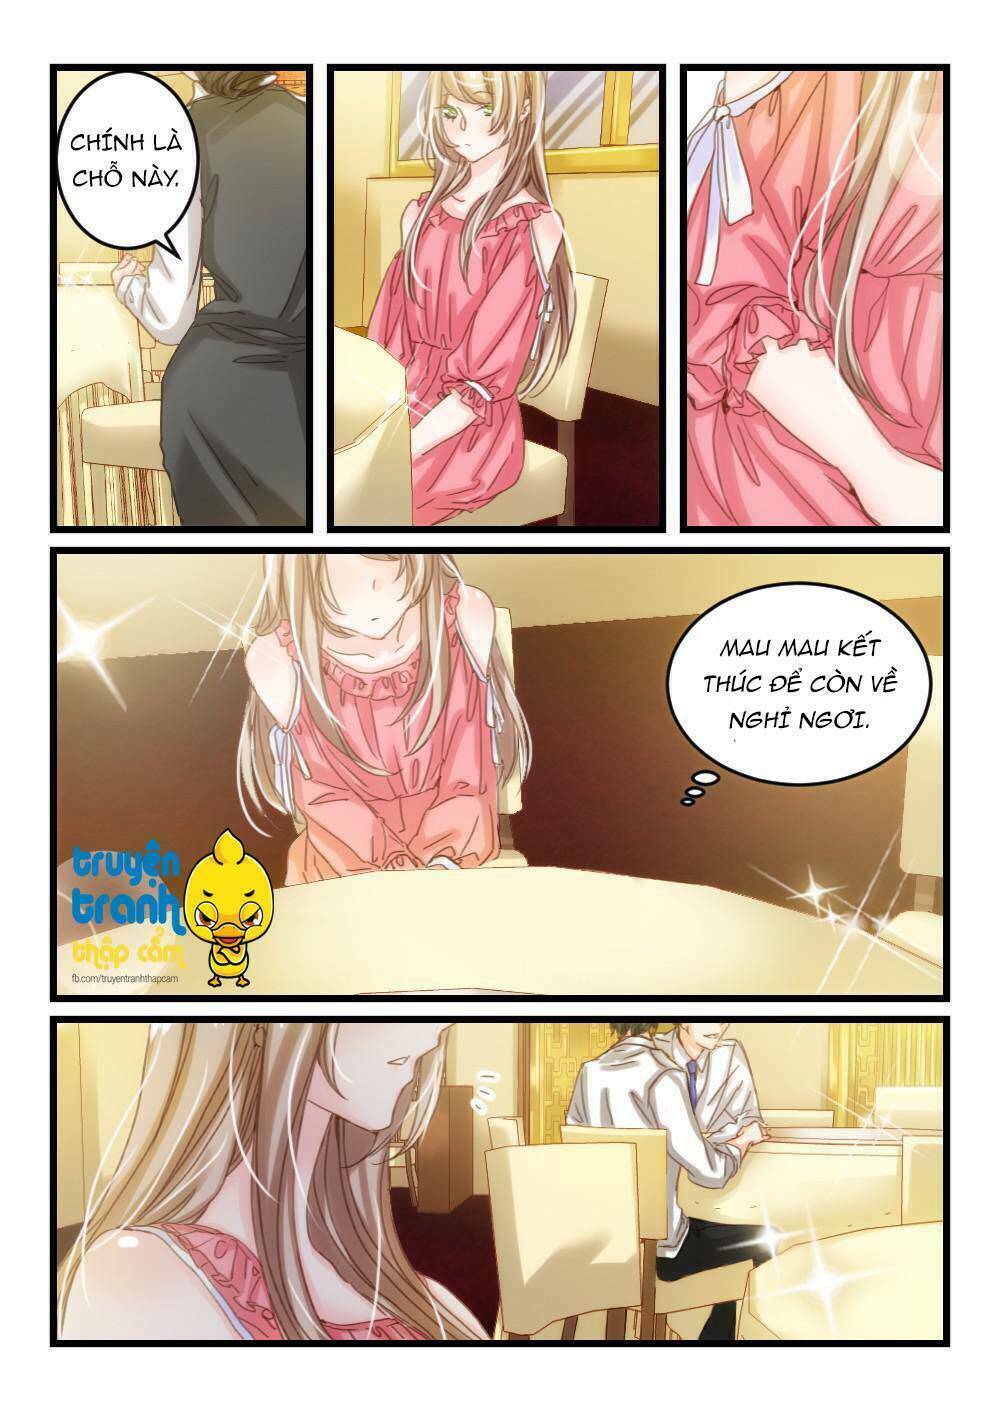 CHÍNH LÀ
CHỖ NÀY.
MAU MAU KẾT
THÚC ĐỂ CÒN VỀ
NGHỈ NGƠI.
truyện
tranh
thập cẩm
fb.com/truyentranhthapcam